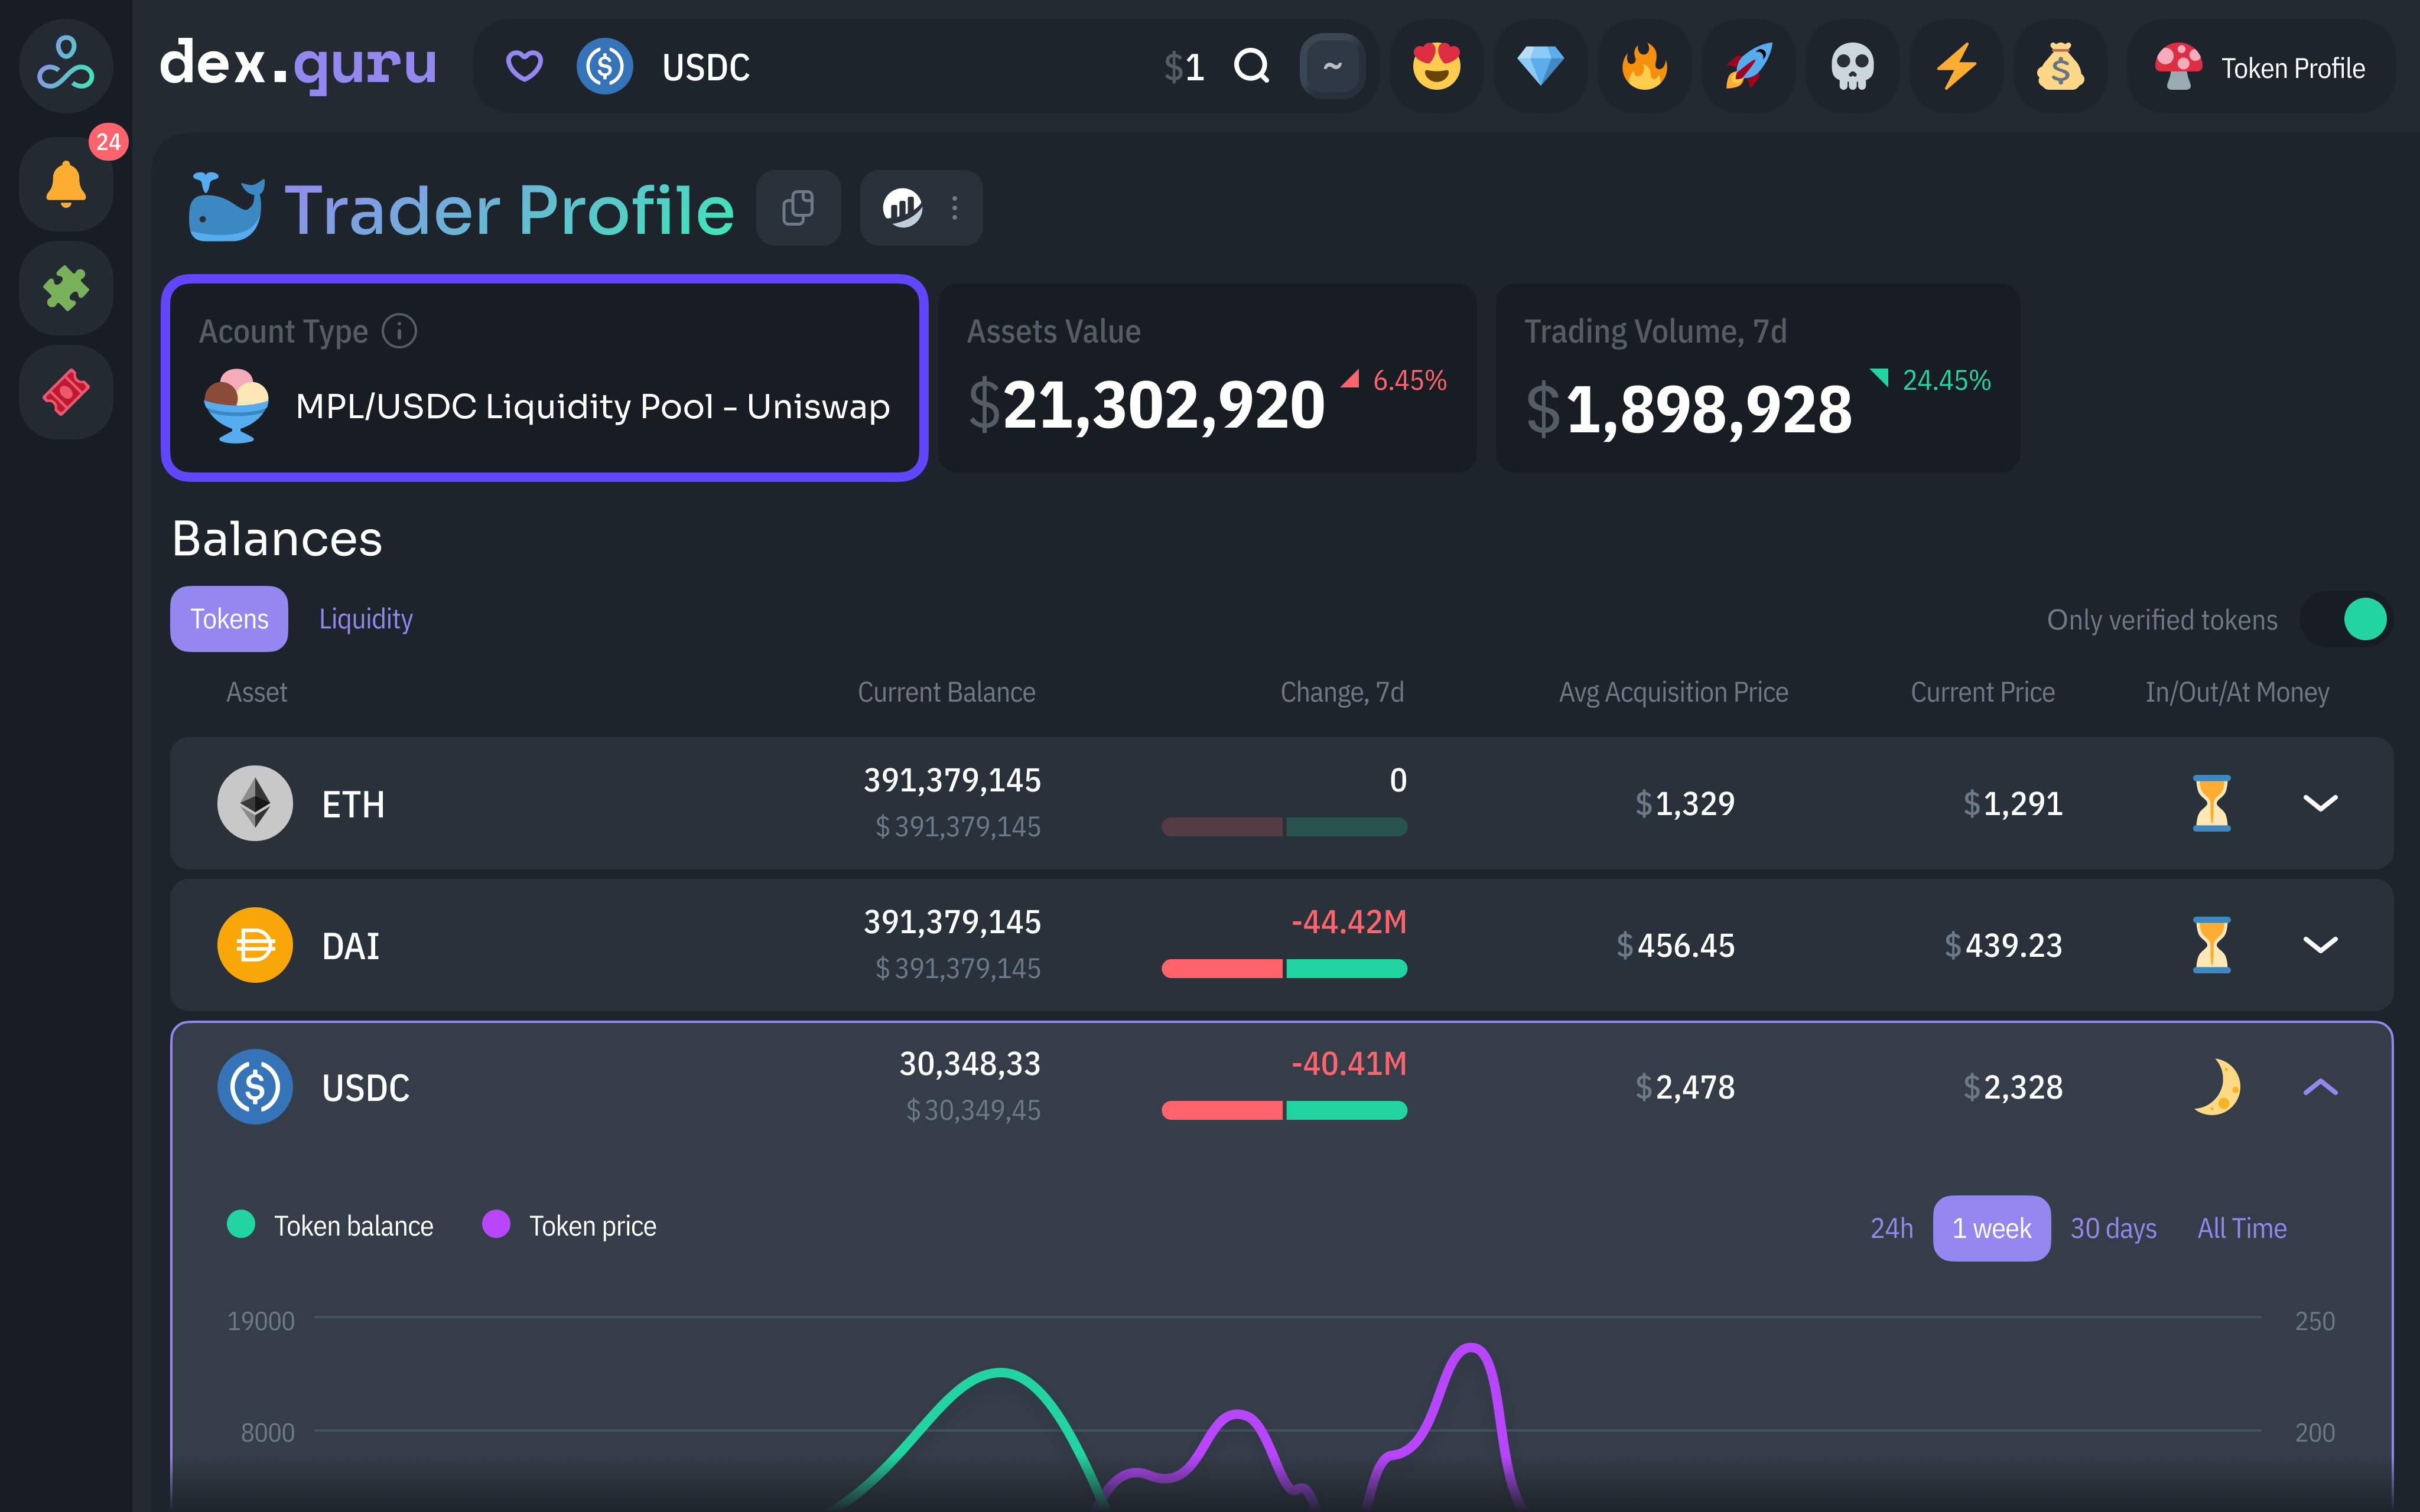 dex.guru
USDC
$1
~
Token Profile
24
Trader Profile
Acount Type
MPL/USDC Liquidity Pool - Uniswap
Assets Value
$21,302,920
6.45%
Trading Volume, 7d
$1,898,928
24.45%
Balances
Tokens
Liquidity
Only verified tokens
Asset
Current Balance
Change, 7d
Avg Acquisition Price
Current Price
In/Out/At Money
ETH
391,379,145
$391,379,145
0
$1,329
$1,291
DAI
391,379,145
$391,379,145
-44.42M
$456.45
$439.23
USDC
30,348,33
$30,349,45
-40.41M
$2,478
$2,328
Token balance
Token price
24h
1 week
30 days
All Time
19000
250
8000
200